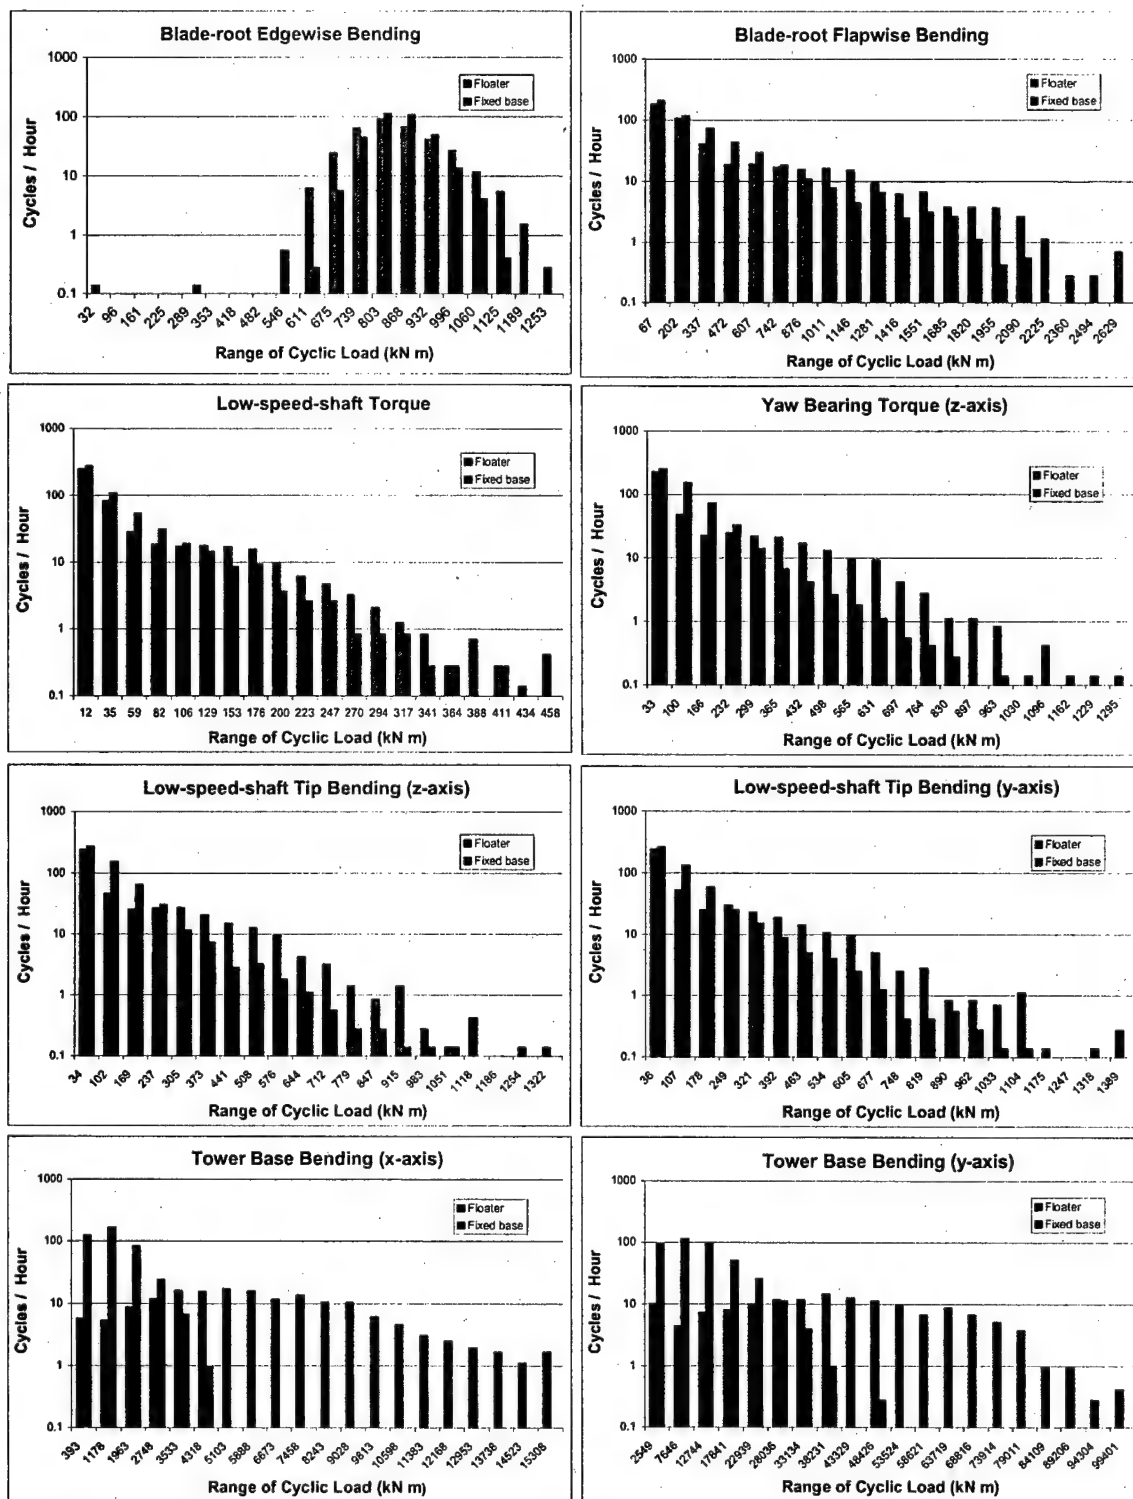 Blade-root Edgewise Bending
1000
100
10
1
0.1
Cycles / Hour
Floater
Fixed base
32 96 161 225 289 353 418 482 546 611 675 739 803 868 932 996 1060 1125 1189 1253
Range of Cyclic Load (kN m)
Blade-root Flapwise Bending
1000
100
10
1
0.1
Cycles / Hour
Floater
Fixed base
67 202 337 472 607 742 876 1011 1146 1281 1416 1551 1685 1820 1955 2090 2225 2360 2494 2629
Range of Cyclic Load (kN m)
Low-speed-shaft Torque
1000
100
10
1
0.1
Cycles / Hour
Floater
Fixed base
12 35 59 82 106 129 153 176 200 223 247 270 294 317 341 364 388 411 434 458
Range of Cyclic Load (kN m)
Yaw Bearing Torque (z-axis)
1000
100
10
1
0.1
Cycles / Hour
Floater
Fixed base
33 100 166 232 299 365 432 498 565 631 697 764 830 897 963 1030 1096 1162 1229 1295
Range of Cyclic Load (kN m)
Low-speed-shaft Tip Bending (z-axis)
1000
100
10
1
0.1
Cycles / Hour
Floater
Fixed base
34 102 169 237 305 373 441 508 576 644 712 779 847 915 983 1051 1118 1186 1254 1322
Range of Cyclic Load (kN m)
Low-speed-shaft Tip Bending (y-axis)
1000
100
10
1
0.1
Cycles / Hour
Floater
Fixed base
36 107 178 249 321 392 463 534 605 677 748 819 890 962 1033 1104 1175 1247 1318 1389
Range of Cyclic Load (kN m)
Tower Base Bending (x-axis)
1000
100
10
1
0.1
Cycles / Hour
Floater
Fixed base
393 1178 1963 2748 3533 4318 5103 5888 6673 7458 8243 9028 9813 10598 11383 12168 12953 13738 14523 15308
Range of Cyclic Load (kN m)
Tower Base Bending (y-axis)
1000
100
10
1
0.1
Cycles / Hour
Floater
Fixed base
2549 7646 12744 17841 22939 28036 33134 38231 43329 48426 53524 58621 63719 68816 73914 79011 84109 89206 94304 99401
Range of Cyclic Load (kN m)